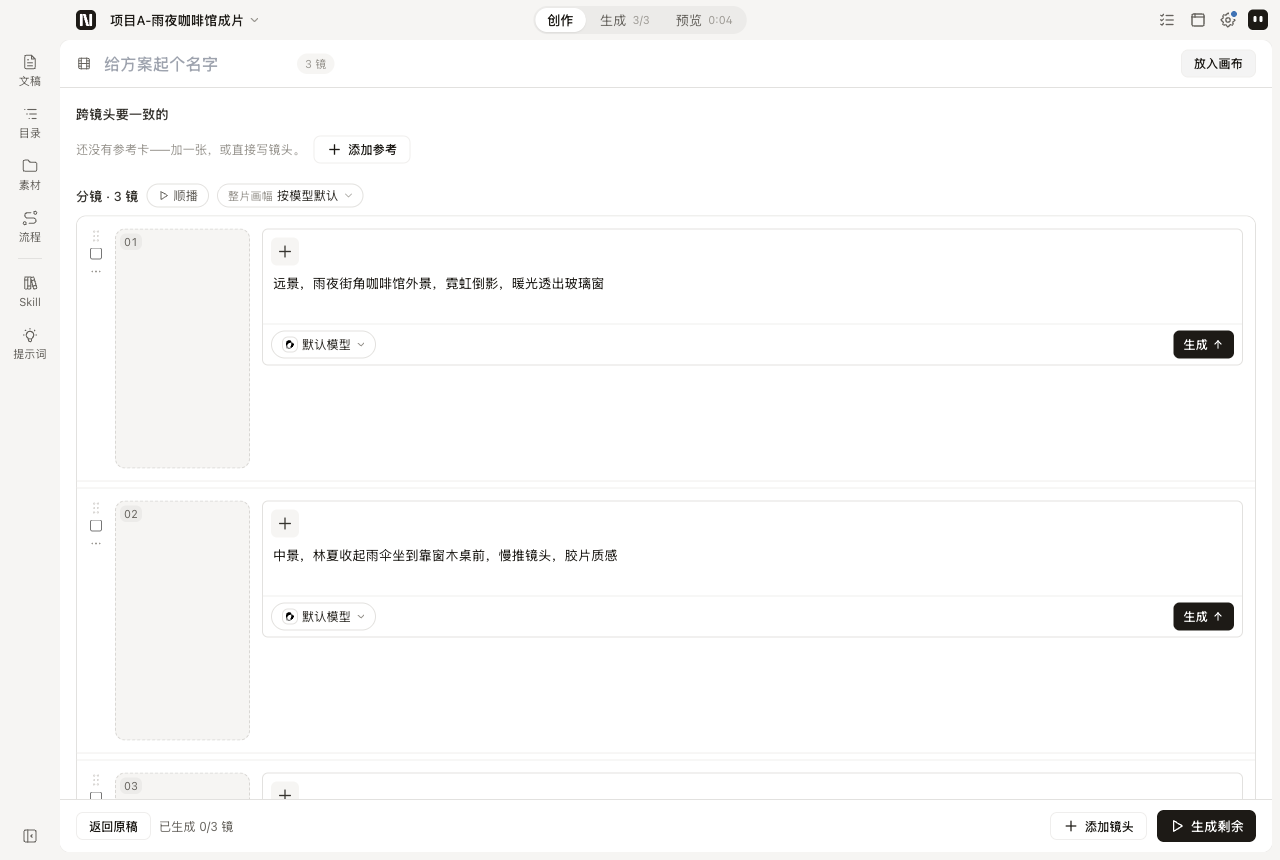 项目A-雨夜咖啡馆成片
创作 生成 3/3 预览 0:04
文稿
目录
素材
流程
Skill
提示词
给方案起个名字 3 镜 放入画布
跨镜头要一致的
还没有参考卡——加一张，或直接写镜头。 添加参考
分镜 · 3 镜 顺播 整片画幅 按模型默认
01
远景，雨夜街角咖啡馆外景，霓虹倒影，暖光透出玻璃窗
默认模型 生成
02
中景，林夏收起雨伞坐到靠窗木桌前，慢推镜头，胶片质感
默认模型 生成
03
返回原稿 已生成 0/3 镜 添加镜头 生成剩余